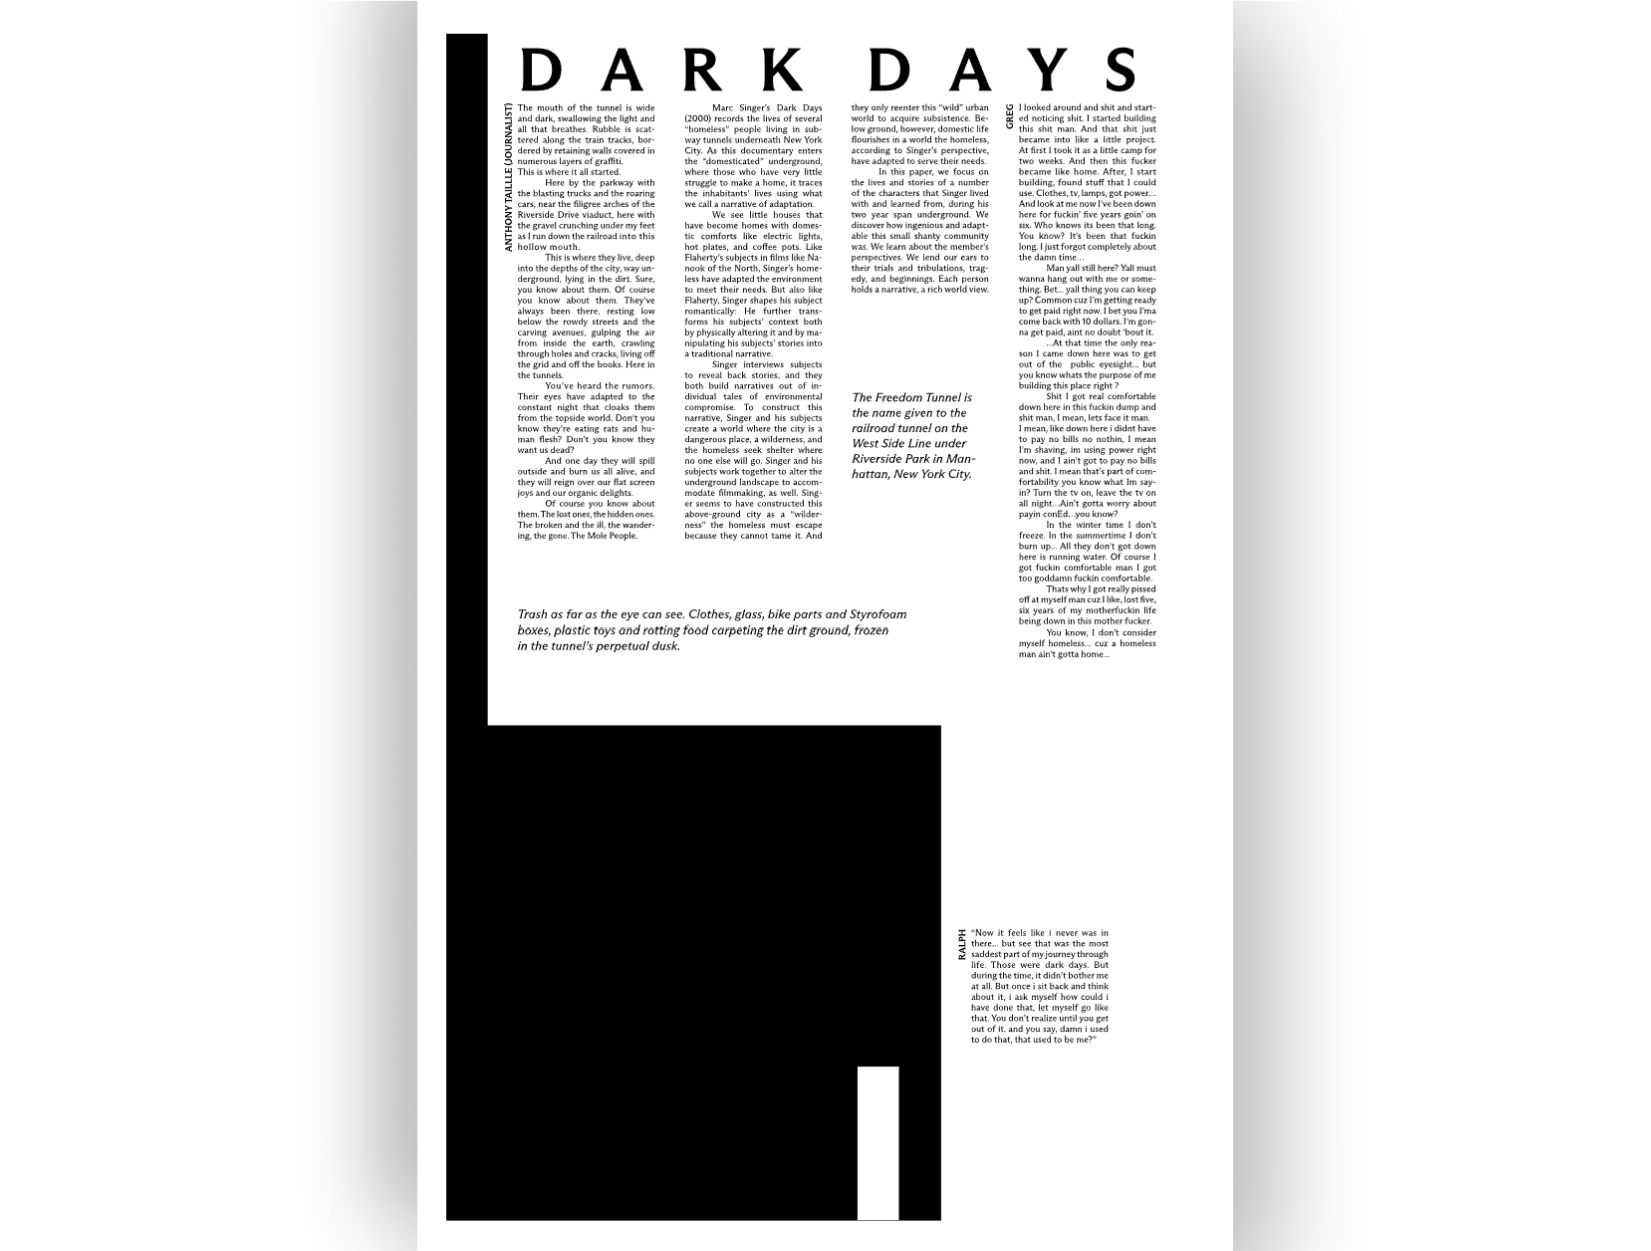 DARK DAYS
ANTHONY TAILLLE (JOURNALIST)
The mouth of the tunnel is wide
and dark, swallowing the light and
all that breathes. Rubble is scat-
tered along the train tracks, bor-
dered by retaining walls covered in
numerous layers of graffiti.
This is where it all started.
Here by the parkway with
the blasting trucks and the roaring
cars, near the filigree arches of the
Riverside Drive viaduct, here with
the gravel crunching under my feet
as I run down the railroad into this
hollow mouth.
This is where they live, deep
into the depths of the city, way un-
derground, lying in the dirt. Sure,
you know about them. Of course
you know about them. They've
always been there, resting low
below the rowdy streets and the
carving avenues, gulping the air
from inside the earth, crawling
through holes and cracks, living off
the grid and off the books. Here in
the tunnels.
You've heard the rumors.
Their eyes have adapted to the
constant night that cloaks them
from the topside world. Don't you
know they're eating rats and hu-
man flesh? Don't you know they
want us dead?
And one day they will spill
outside and burn us all alive, and
they will reign over our flat screen
joys and our organic delights.
Of course you know about
them. The lost ones, the hidden ones.
The broken and the ill, the wander-
ing, the gone. The Mole People.
Marc Singer's Dark Days
(2000) records the lives of several
"homeless" people living in sub-
way tunnels underneath New York
City. As this documentary enters
the "domesticated" underground,
where those who have very little
struggle to make a home, it traces
the inhabitants' lives using what
we call a narrative of adaptation.
We see little houses that
have become homes with domes-
tic comforts like electric lights,
hot plates, and coffee pots. Like
Flaherty's subjects in films like Na-
nook of the North, Singer's home-
less have adapted the environment
to meet their needs. But also like
Flaherty, Singer shapes his subject
romantically: He further trans-
forms his subjects' context both
by physically altering it and by ma-
nipulating his subjects' stories into
a traditional narrative.
Singer interviews subjects
to reveal back stories, and they
both build narratives out of in-
dividual tales of environmental
compromise. To construct this
narrative, Singer and his subjects
create a world where the city is a
dangerous place, a wilderness, and
the homeless seek shelter where
no one else will go. Singer and his
subjects work together to alter the
underground landscape to accom-
modate filmmaking, as well. Sing-
er seems to have constructed this
above-ground city as a "wilder-
ness" the homeless must escape
because they cannot tame it. And
they only reenter this "wild" urban
world to acquire subsistence. Be-
low ground, however, domestic life
flourishes in a world the homeless,
according to Singer's perspective,
have adapted to serve their needs.
In this paper, we focus on
the lives and stories of a number
of the characters that Singer lived
with and learned from, during his
two year span underground. We
discover how ingenious and adapt-
able this small shanty community
was. We learn about the member's
perspectives. We lend our ears to
their trials and tribulations, trag-
edy, and beginnings. Each person
holds a narrative, a rich world view.
The Freedom Tunnel is
the name given to the
railroad tunnel on the
West Side Line under
Riverside Park in Man-
hattan, New York City.
GREG
I looked around and shit and start-
ed noticing shit. I started building
this shit man. And that shit just
became into like a little project.
At first I took it as a little camp for
two weeks. And then this fucker
became like home. After, I start
building, found stuff that I could
use. Clothes, tv, lamps, got power...
And look at me now I've been down
here for fuckin' five years goin' on
six. Who knows its been that long.
You know? It's been that fuckin
long. I just forgot completely about
the damn time...
Man yall still here? Yall must
wanna hang out with me or some-
thing. Bet... yall thing you can keep
up? Common cuz I'm getting ready
to get paid right now. I bet you I'ma
come back with 10 dollars. I'm gon-
na get paid, aint no doubt 'bout it.
...At that time the only rea-
son I came down here was to get
out of the public eyesight... but
you know whats the purpose of me
building this place right ?
Shit I got real comfortable
down here in this fuckin dump and
shit man, I mean, lets face it man.
I mean, like down here i didnt have
to pay no bills no nothin, I mean
I'm shaving, im using power right
now, and I ain't got to pay no bills
and shit. I mean that's part of com-
fortability you know what Im say-
in? Turn the tv on, leave the tv on
all night...Ain't gotta worry about
payin conEd...you know?
In the winter time I don't
freeze. In the summertime I don't
burn up... All they don't got down
here is running water. Of course I
got fuckin comfortable man I got
too goddamn fuckin comfortable.
Thats why I got really pissed
off at myself man cuz I like, lost five,
six years of my motherfuckin life
being down in this mother fucker.
You know, I don't consider
myself homeless... cuz a homeless
man ain't gotta home...
Trash as far as the eye can see. Clothes, glass, bike parts and Styrofoam
boxes, plastic toys and rotting food carpeting the dirt ground, frozen
in the tunnel's perpetual dusk.
RALPH
"Now it feels like i never was in
there... but see that was the most
saddest part of my journey through
life. Those were dark days. But
during the time, it didn't bother me
at all. But once i sit back and think
about it, i ask myself how could i
have done that, let myself go like
that. You don't realize until you get
out of it. and you say, damn i used
to do that, that used to be me?"